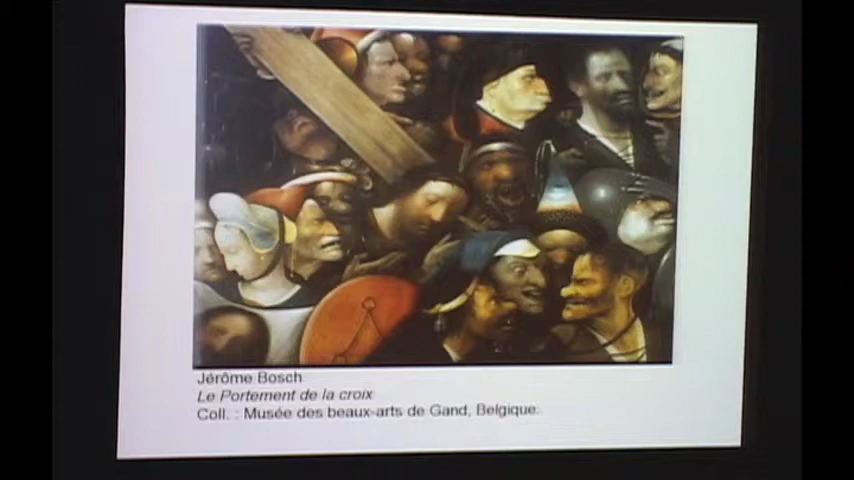 Jérôme Bosch
Le Portement de la croix
Coll. : Musée des beaux-arts de Gand, Belgique.